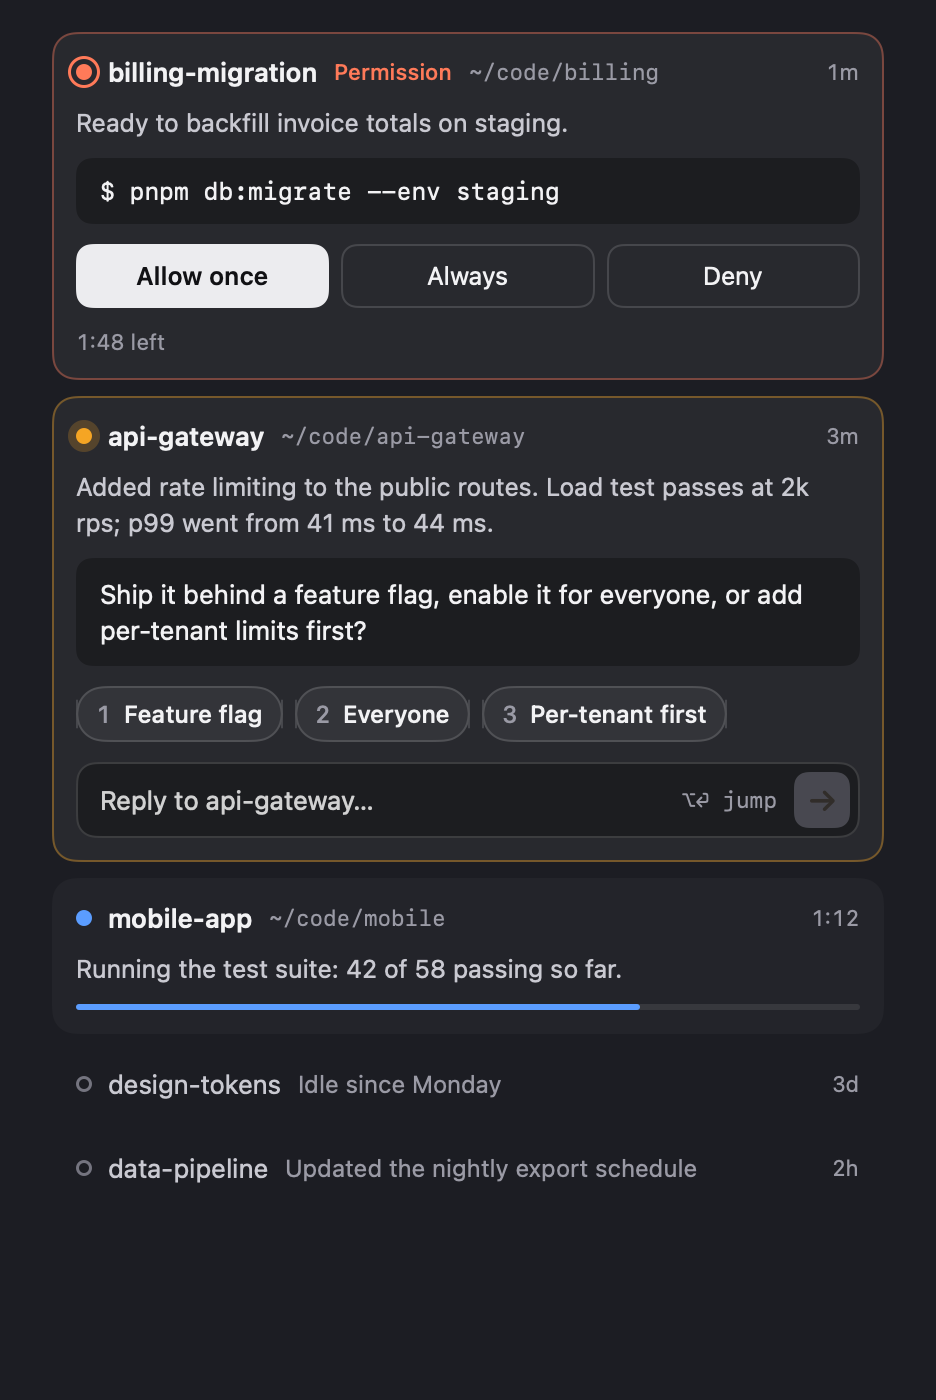 billing-migration Permission ~/code/billing 1m
Ready to backfill invoice totals on staging.
$ pnpm db:migrate --env staging
Allow once Always Deny
1:48 left
api-gateway ~/code/api-gateway 3m
Added rate limiting to the public routes. Load test passes at 2k
rps; p99 went from 41 ms to 44 ms.
Ship it behind a feature flag, enable it for everyone, or add
per-tenant limits first?
1 Feature flag 2 Everyone 3 Per-tenant first
Reply to api-gateway... ⌥⏎ jump →
mobile-app ~/code/mobile 1:12
Running the test suite: 42 of 58 passing so far.
design-tokens Idle since Monday 3d
data-pipeline Updated the nightly export schedule 2h